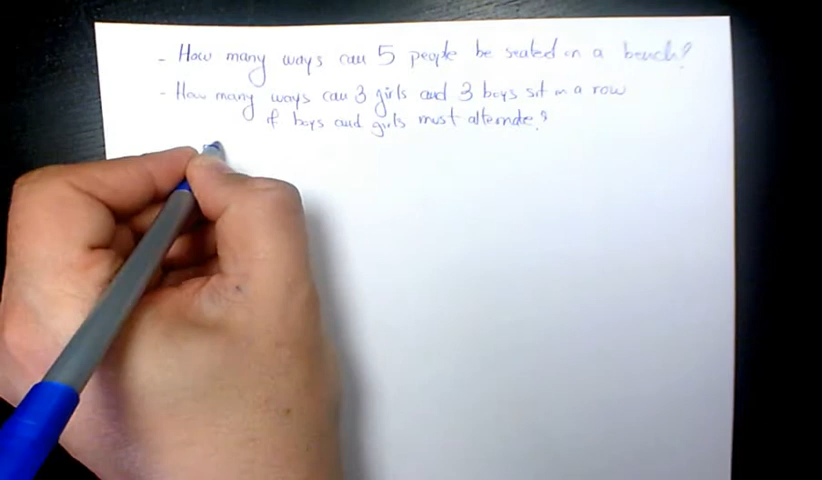 - How many ways can 5 people be seated on a bench?
- How many ways can 3 girls and 3 boys sit in a row
if boys and girls must alternate?